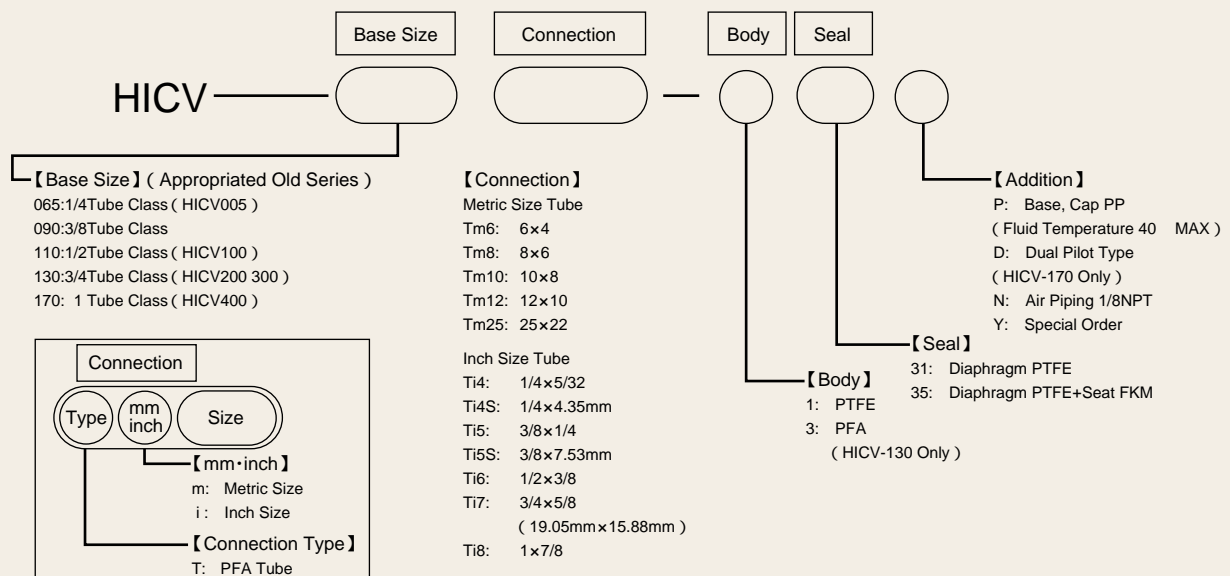 Base Size
Connection
Body
Seal
HICV
【Base Size】( Appropriated Old Series )
065:1/4Tube Class ( HICV005 )
090:3/8Tube Class
110:1/2Tube Class ( HICV100 )
130:3/4Tube Class ( HICV200 300 )
170: 1 Tube Class ( HICV400 )
Connection
Type
mm
inch
Size
【mm・inch】
m: Metric Size
i : Inch Size
【Connection Type】
T: PFA Tube
【Connection】
Metric Size Tube
Tm6: 6×4
Tm8: 8×6
Tm10: 10×8
Tm12: 12×10
Tm25: 25×22
Inch Size Tube
Ti4: 1/4×5/32
Ti4S: 1/4×4.35mm
Ti5: 3/8×1/4
Ti5S: 3/8×7.53mm
Ti6: 1/2×3/8
Ti7: 3/4×5/8
( 19.05mm×15.88mm )
Ti8: 1×7/8
【Body】
1: PTFE
3: PFA
( HICV-130 Only )
【Seal】
31: Diaphragm PTFE
35: Diaphragm PTFE+Seat FKM
【Addition】
P: Base, Cap PP
( Fluid Temperature 40 MAX )
D: Dual Pilot Type
( HICV-170 Only )
N: Air Piping 1/8NPT
Y: Special Order